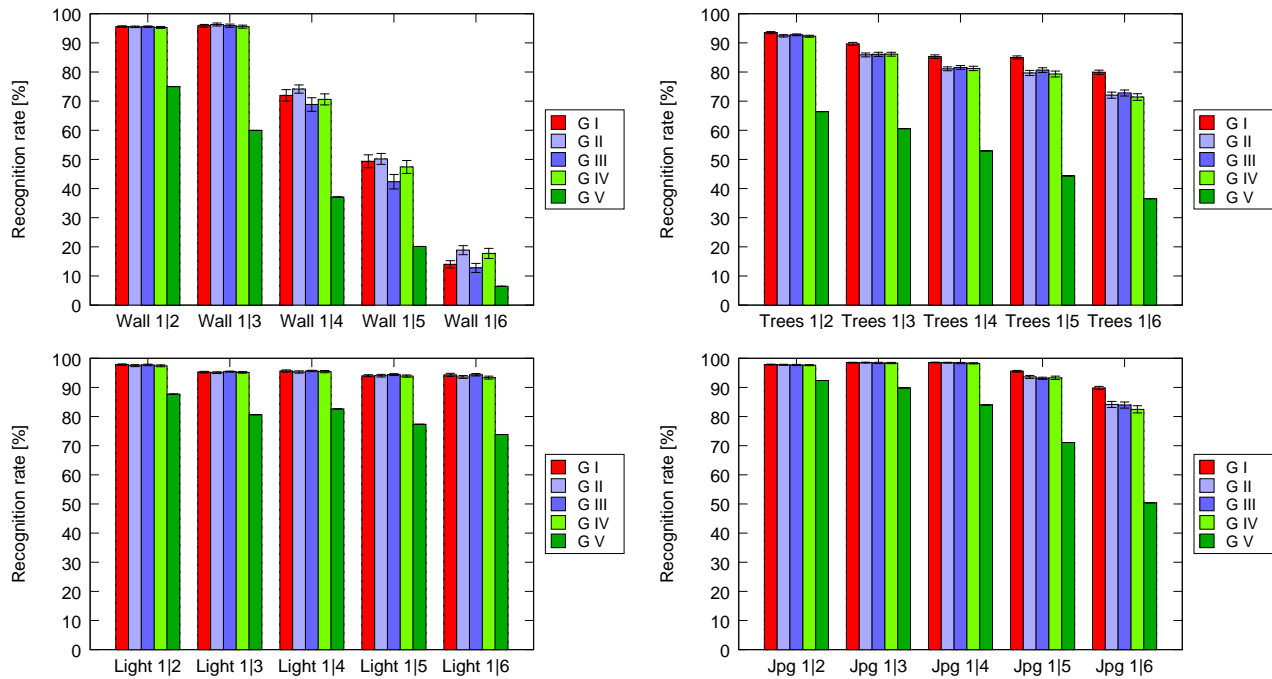 Recognition rate [%]
100
90
80
70
60
50
40
30
20
10
0
Wall 1|2 Wall 1|3 Wall 1|4 Wall 1|5 Wall 1|6
G I
G II
G III
G IV
G V
Recognition rate [%]
100
90
80
70
60
50
40
30
20
10
0
Trees 1|2 Trees 1|3 Trees 1|4 Trees 1|5 Trees 1|6
G I
G II
G III
G IV
G V
Recognition rate [%]
100
90
80
70
60
50
40
30
20
10
0
Light 1|2 Light 1|3 Light 1|4 Light 1|5 Light 1|6
G I
G II
G III
G IV
G V
Recognition rate [%]
100
90
80
70
60
50
40
30
20
10
0
Jpg 1|2 Jpg 1|3 Jpg 1|4 Jpg 1|5 Jpg 1|6
G I
G II
G III
G IV
G V